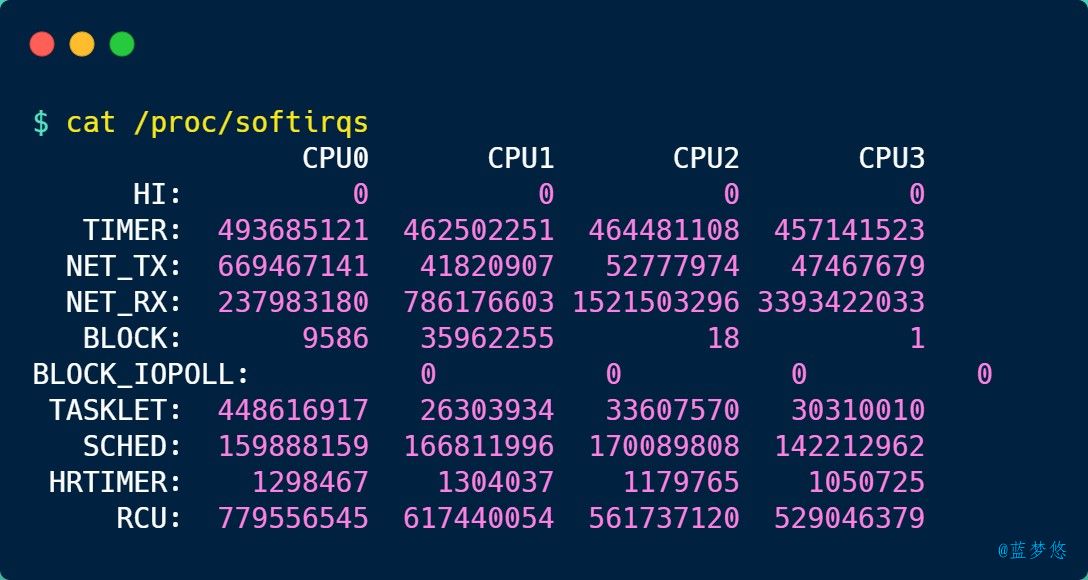 $ cat /proc/softirqs
CPU0 CPU1 CPU2 CPU3
HI: 0 0 0 0
TIMER: 493685121 462502251 464481108 457141523
NET_TX: 669467141 41820907 52777974 47467679
NET_RX: 237983180 786176603 1521503296 3393422033
BLOCK: 9586 35962255 18 1
BLOCK_IOPOLL: 0 0 0 0
TASKLET: 448616917 26303934 33607570 30310010
SCHED: 159888159 166811996 170089808 142212962
HRTIMER: 1298467 1304037 1179765 1050725
RCU: 779556545 617440054 561737120 529046379
@蓝梦悠